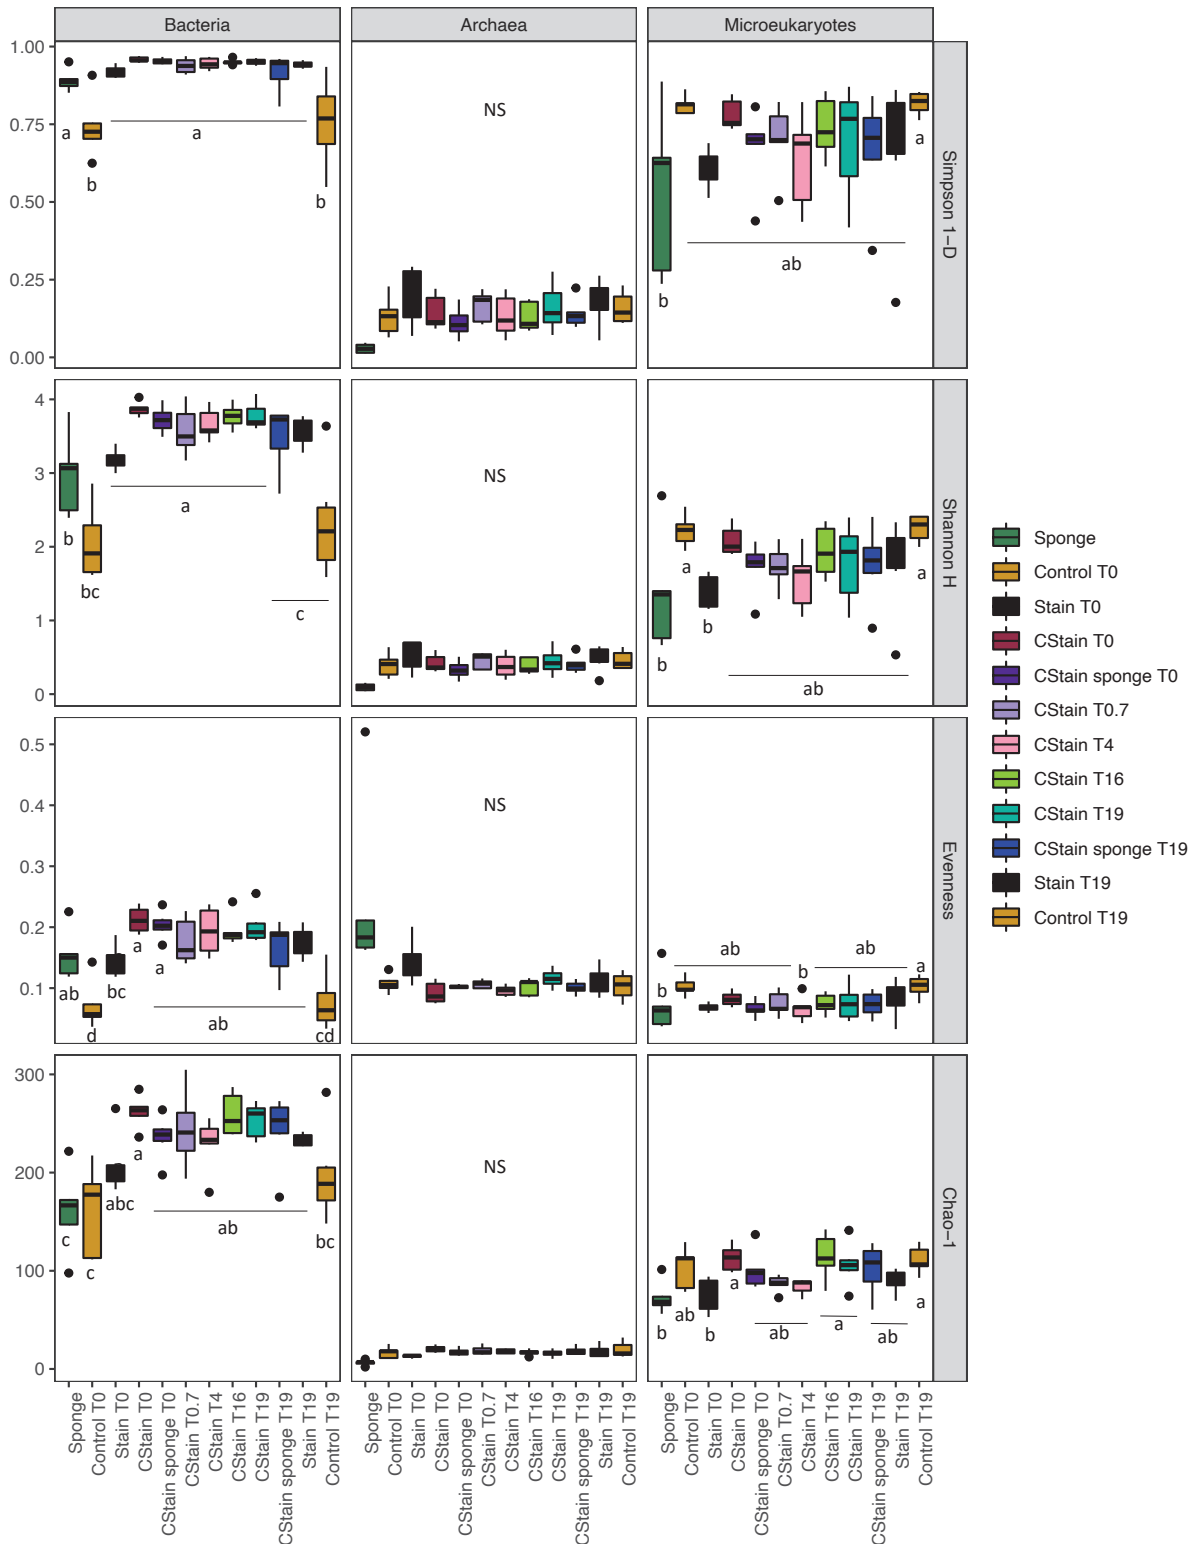 Bacteria
Archaea
Microeukaryotes
1.00
0.75
0.50
0.25
0.00
a
b
a
b
NS
b
ab
a
Simpson 1−D
4
3
2
1
0
b
bc
a
c
NS
b
a
b
ab
a
Shannon H
0.5
0.4
0.3
0.2
0.1
ab
d
bc
a
a
ab
cd
NS
b
ab
b
ab
a
Evenness
300
200
100
0
c
c
abc
a
ab
bc
NS
b
ab
b
a
ab
a
ab
a
Chao−1
Sponge
Control T0
Stain T0
CStain T0
CStain sponge T0
CStain T0.7
CStain T4
CStain T16
CStain T19
CStain sponge T19
Stain T19
Control T19
Sponge
Control T0
Stain T0
CStain T0
CStain sponge T0
CStain T0.7
CStain T4
CStain T16
CStain T19
CStain sponge T19
Stain T19
Control T19
Sponge
Control T0
Stain T0
CStain T0
CStain sponge T0
CStain T0.7
CStain T4
CStain T16
CStain T19
CStain sponge T19
Stain T19
Control T19
Sponge
Control T0
Stain T0
CStain T0
CStain sponge T0
CStain T0.7
CStain T4
CStain T16
CStain T19
CStain sponge T19
Stain T19
Control T19